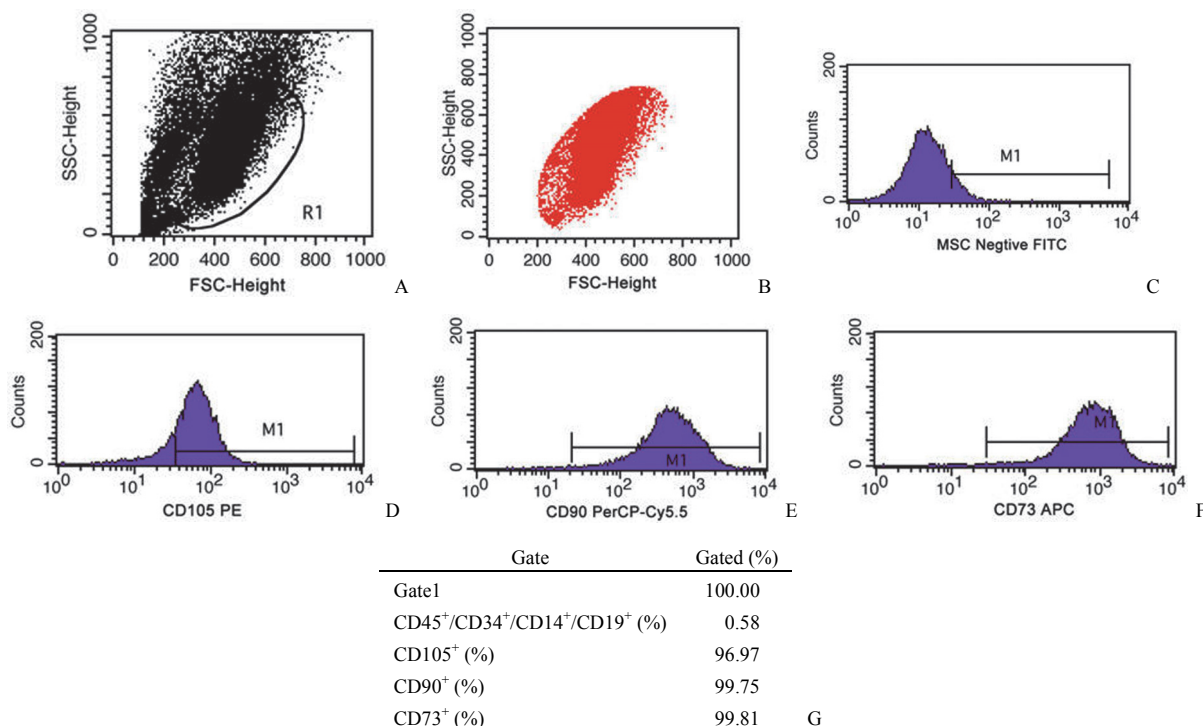 1000
800
600
400
200
0
SSC-Height
R1
0 200 400 600 800 1000
FSC-Height
A
1000
800
600
400
200
0
SSC-Height
0 200 400 600 800 1000
FSC-Height
B
200
0
Counts
M1
10^0 10^1 10^2 10^3 10^4
MSC Negtive FITC
C
200
0
Counts
M1
10^0 10^1 10^2 10^3 10^4
CD105 PE
D
200
0
Counts
M1
10^0 10^1 10^2 10^3 10^4
CD90 PerCP-Cy5.5
E
200
0
Counts
M
10^0 10^1 10^2 10^3 10^4
CD73 APC
F
Gate Gated (%)
Gate1 100.00
CD45+/CD34+/CD14+/CD19+ (%) 0.58
CD105+ (%) 96.97
CD90+ (%) 99.75
CD73+ (%) 99.81
G